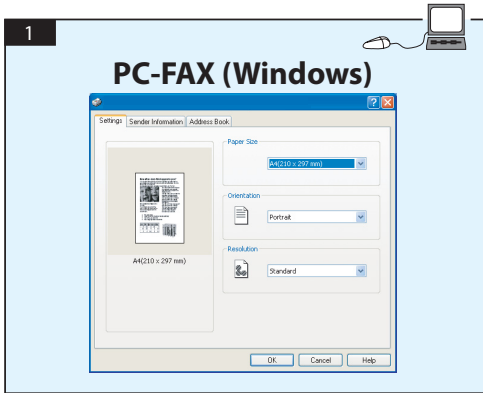 1
PC-FAX (Windows)
Settings Sender Information Address Book
Paper Size
A4(210 x 297 mm)
Orientation
Portrait
A4(210 x 297 mm)
Resolution
Standard
OK Cancel Help